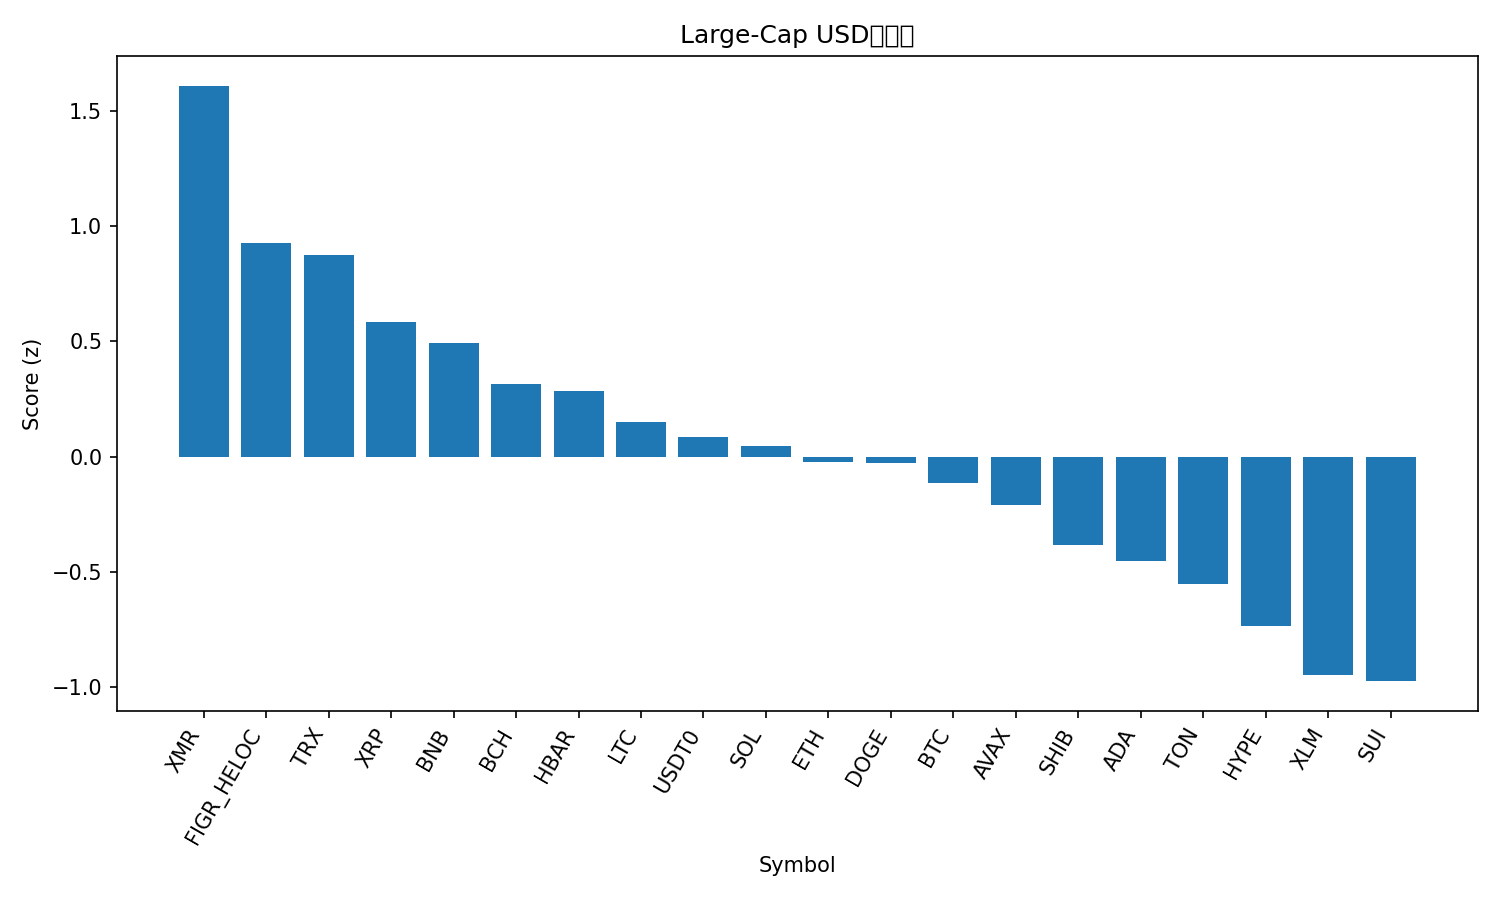 Large-Cap USD
Score (z)
1.5
1.0
0.5
0.0
−0.5
−1.0
XMR
FIGR_HELOC
TRX
XRP
BNB
BCH
HBAR
LTC
USDT0
SOL
ETH
DOGE
BTC
AVAX
SHIB
ADA
TON
HYPE
XLM
SUI
Symbol